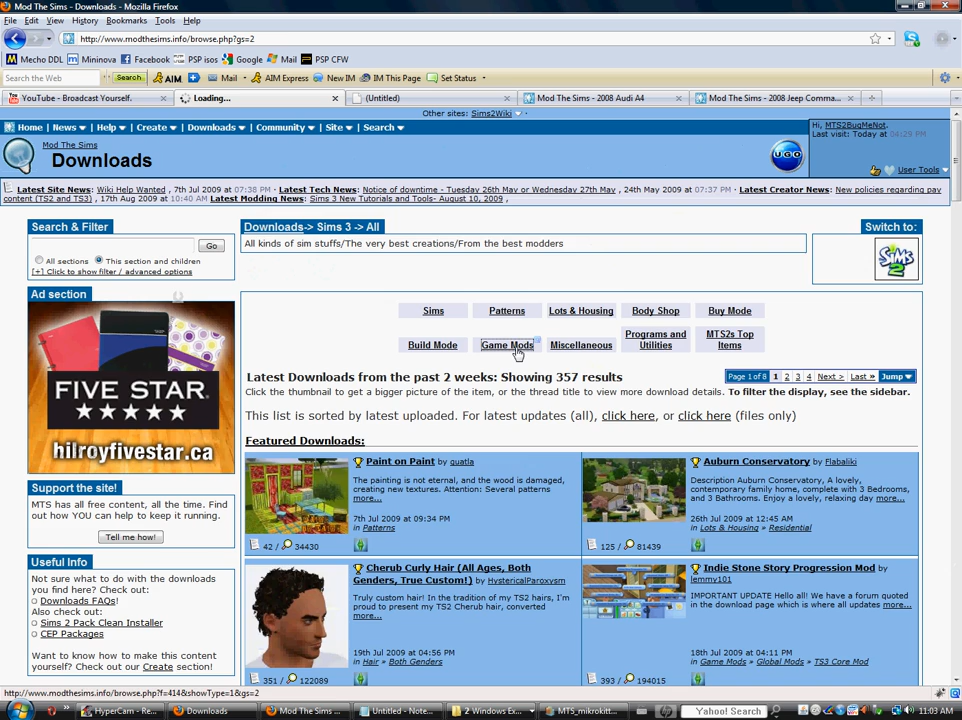 Mod The Sims - Downloads - Mozilla Firefox
File Edit View History Bookmarks Tools Help
http://www.modthesims.info/browse.php?gs=2
Mecho DDL Mininova Facebook PSP isos Google Mail PSP CFW
Search the Web Search AIM Mail AIM Express New IM IM This Page Set Status
YouTube - Broadcast Yourself. Loading... (Untitled) Mod The Sims - 2008 Audi A4 Mod The Sims - 2008 Jeep Comma...
Other sites: Sims2Wiki
Home News Help Create Downloads Community Site Search
Hi, MTS2BugMeNot.
Last visit: Today at 04:29 PM
Mod The Sims
Downloads
UGO
User Tools
Latest Site News: Wiki Help Wanted , 7th Jul 2009 at 07:38 PM · Latest Tech News: Notice of downtime - Tuesday 26th May or Wednesday 27th May , 24th May 2009 at 07:37 PM · Latest Creator News: New policies regarding pay
content (TS2 and TS3) , 17th Aug 2009 at 10:40 AM Latest Modding News: Sims 3 New Tutorials and Tools- August 10, 2009 ,
Search & Filter
Go
All sections This section and children
[+] Click to show filter / advanced options
Downloads-> Sims 3 -> All
All kinds of sim stuffs/The very best creations/From the best modders
Switch to:
SIMS 2
Ad section
FIVE STAR
hilroyfivestar.ca
Sims Patterns Lots & Housing Body Shop Buy Mode
Build Mode Game Mods Miscellaneous Programs and Utilities MTS2s Top Items
Latest Downloads from the past 2 weeks: Showing 357 results
Page 1 of 8 1 2 3 4 Next > Last » Jump
Click the thumbnail to get a bigger picture of the item, or the thread title to view more download details. To filter the display, see the sidebar.
This list is sorted by latest uploaded. For latest updates (all), click here, or click here (files only)
Featured Downloads:
Paint on Paint by guatla
The painting is not eternal, and the wood is damaged,
creating new textures. Attention: Several patterns
more...
7th Jul 2009 at 09:34 PM
in Patterns
42 / 34430
Auburn Conservatory by Flabaliki
Description Auburn Conservatory, A lovely,
contemporary family home, complete with 3 Bedrooms,
and 3 Bathrooms. Enjoy a lovely, relaxing day more...
26th Jul 2009 at 12:45 AM
in Lots & Housing » Residential
125 / 81439
Cherub Curly Hair (All Ages, Both
Genders, True Custom!) by HystericalParoxysm
Truly custom hair! In the tradition of my TS2 hairs, I'm
proud to present my TS2 Cherub hair, converted
more...
19th Jul 2009 at 04:56 PM
in Hair » Both Genders
351 / 122089
Indie Stone Story Progression Mod by
lemmy101
IMPORTANT UPDATE Hello all! We have a forum quoted
in the download page which is where all updates more...
18th Jul 2009 at 04:11 PM
in Game Mods » Global Mods » TS3 Core Mod
393 / 194015
Support the site!
MTS has all free content, all the time. Find
out how YOU can help to keep it running.
Tell me how!
Useful Info
Not sure what to do with the downloads
you find here? Check out:
Downloads FAQs!
Also check out:
Sims 2 Pack Clean Installer
CEP Packages
Want to know how to make this content
yourself? Check out our Create section!
http://www.modthesims.info/browse.php?f=414&showType=1&gs=2
HyperCam - Re... Downloads Mod The Sims ... Untitled - Note... 2 Windows Ex... MTS_mikrokitt... Yahoo! Search 11:03 AM